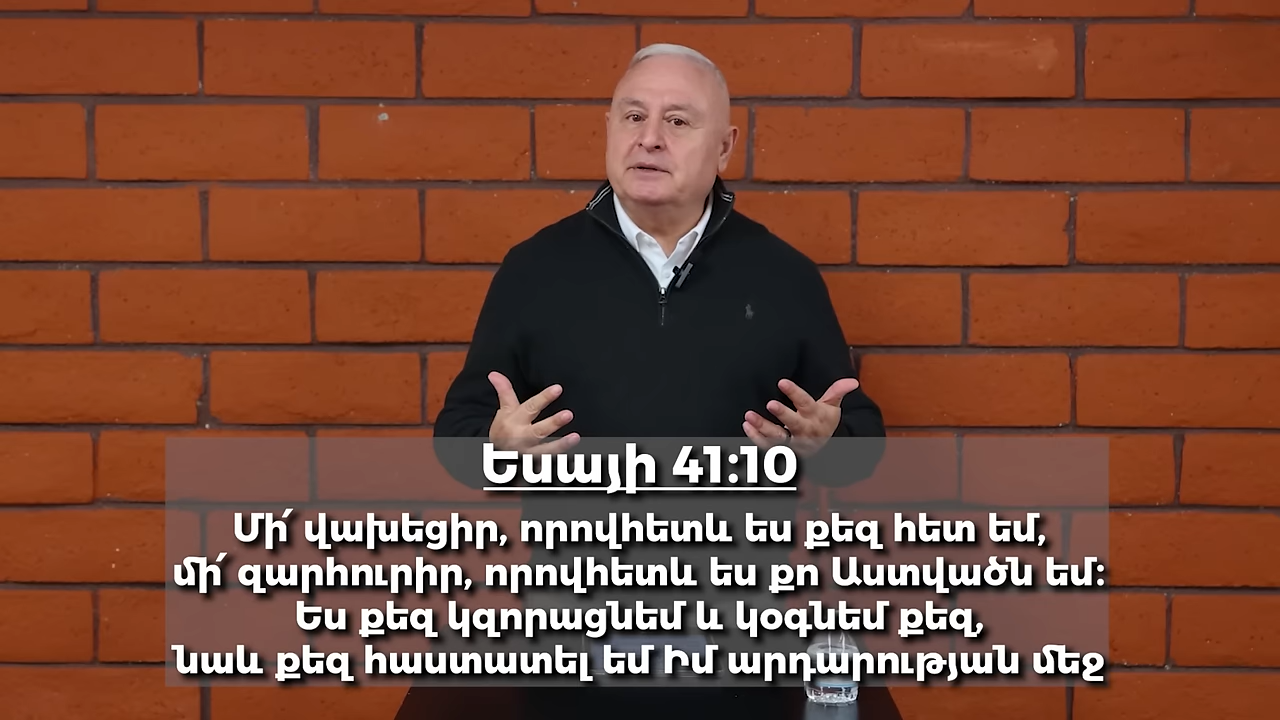 Եսայի 41:10
Մի՛ վախեցիր, որովհետև ես քեզ հետ եմ,
մի՛ զարհուրիր, որովհետև ես քո Աստվածն եմ:
Ես քեզ կզորացնեմ և կօգնեմ քեզ,
նաև քեզ հաստատել եմ Իմ արդարության մեջ